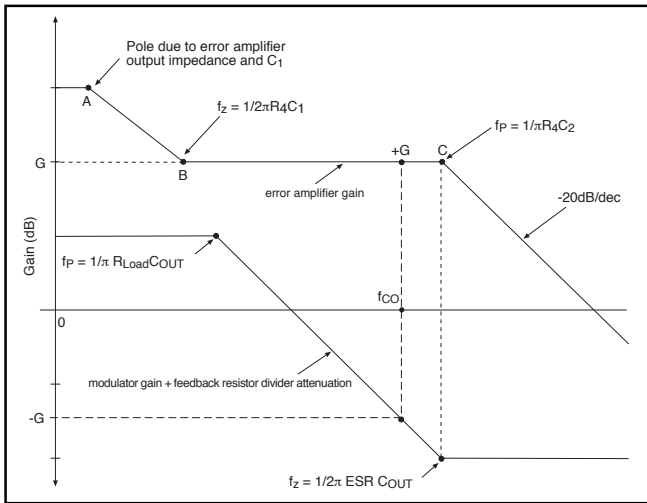 Pole due to error amplifier
output impedance and C1
A
fz = 1/2πR4C1
fP = 1/πR4C2
+G
C
G
B
error amplifier gain
-20dB/dec
Gain (dB)
fP = 1/π RLoadCOUT
fCO
0
modulator gain + feedback resistor divider attenuation
-G
fz = 1/2π ESR COUT